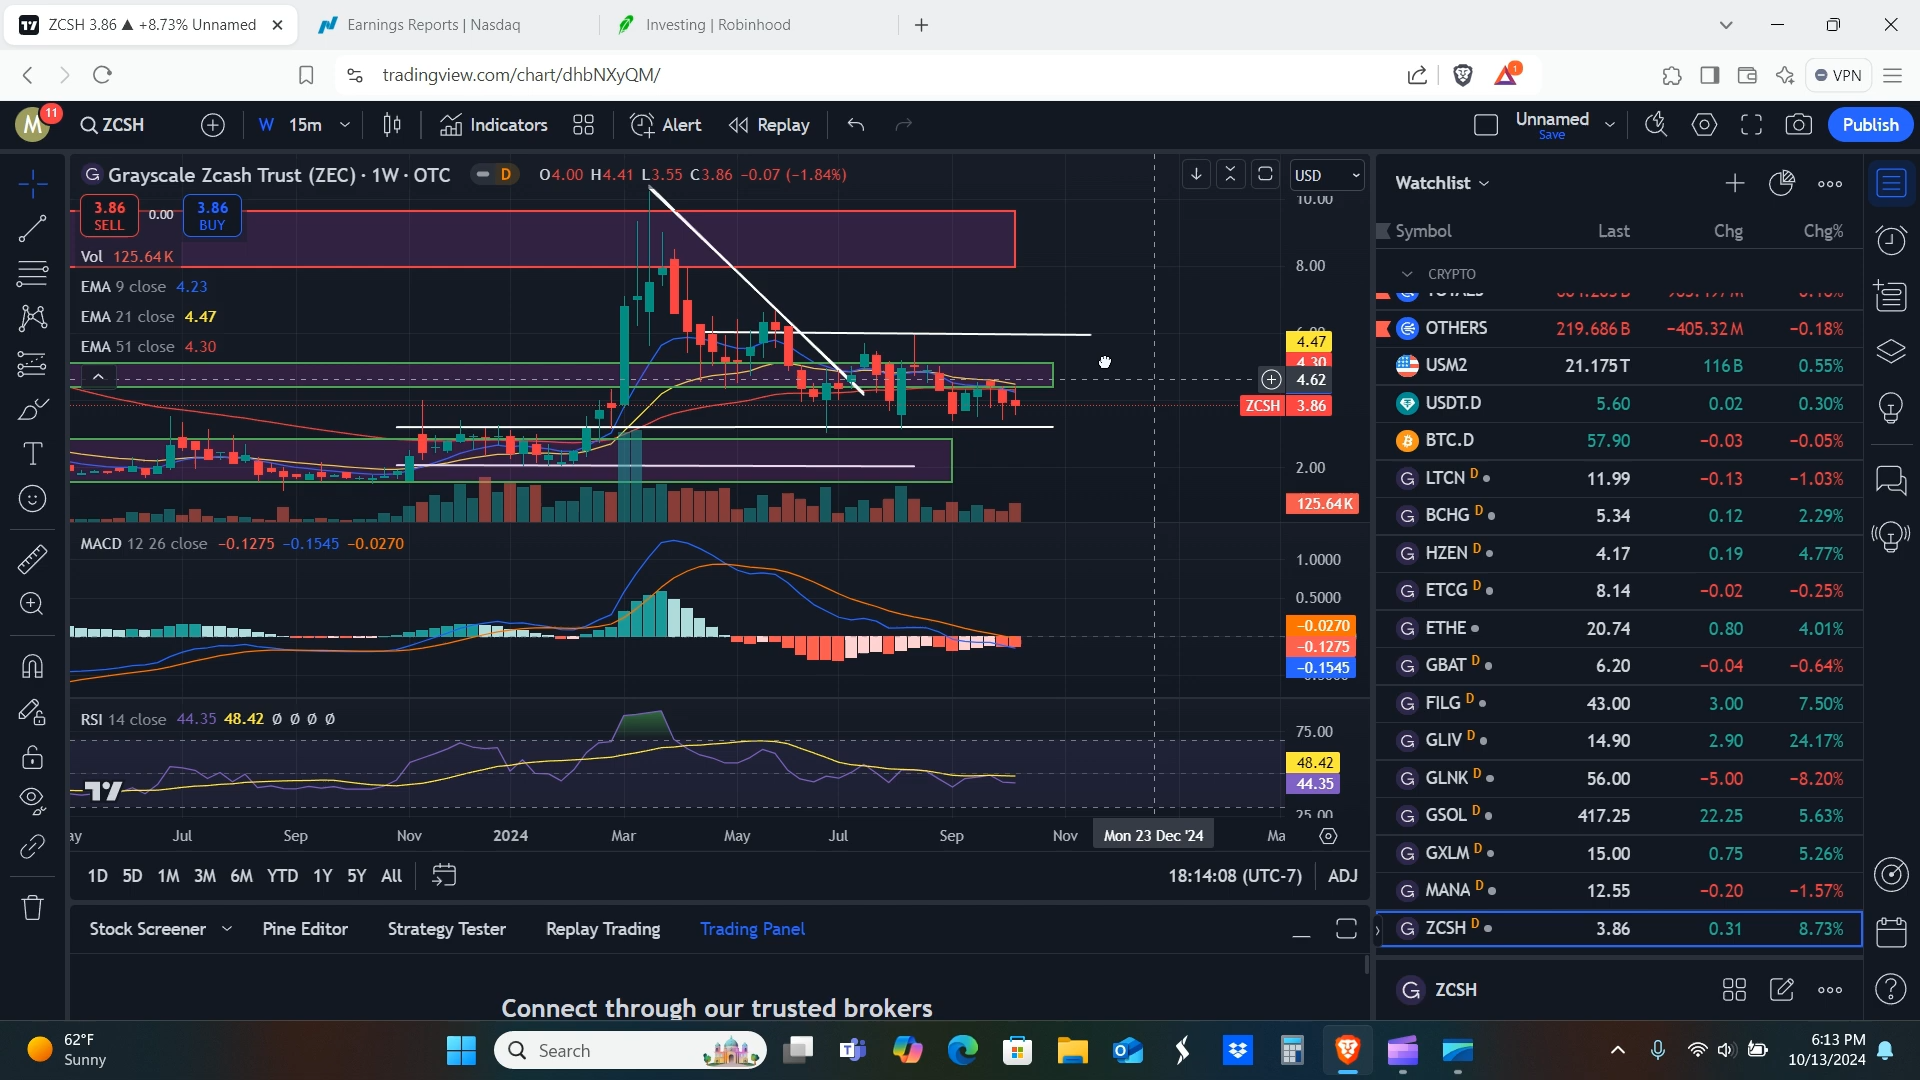 ZCSH 3.86 ▲ +8.73% Unnamed
Earnings Reports | Nasdaq
Investing | Robinhood
tradingview.com/chart/dhbNXyQM/
1
VPN
M
11
ZCSH
W 15m
Indicators
Alert
Replay
Unnamed
Save
Publish
Grayscale Zcash Trust (ZEC) · 1W · OTC
D
O4.00 H4.41 L3.55 C3.86 -0.07 (-1.84%)
USD
3.86
SELL
0.00
3.86
BUY
Vol 125.64K
EMA 9 close 4.23
EMA 21 close 4.47
EMA 51 close 4.30
10.00
8.00
4.47
4.30
4.62
ZCSH 3.86
2.00
125.64K
MACD 12 26 close -0.1275 -0.1545 -0.0270
1.0000
0.5000
-0.0270
-0.1275
-0.1545
RSI 14 close 44.35 48.42 Ø Ø Ø Ø
75.00
48.42
44.35
25.00
Jul Sep Nov 2024 Mar May Jul Sep Nov Mon 23 Dec '24
1D 5D 1M 3M 6M YTD 1Y 5Y All
18:14:08 (UTC-7) ADJ
Stock Screener Pine Editor Strategy Tester Replay Trading Trading Panel
Connect through our trusted brokers
Watchlist
Symbol Last Chg Chg%
CRYPTO
OTHERS 219.686B -405.32M -0.18%
USM2 21.175T 116B 0.55%
USDT.D 5.60 0.02 0.30%
BTC.D 57.90 -0.03 -0.05%
LTCN D 11.99 -0.13 -1.03%
BCHG D 5.34 0.12 2.29%
HZEN D 4.17 0.19 4.77%
ETCG D 8.14 -0.02 -0.25%
ETHE 20.74 0.80 4.01%
GBAT D 6.20 -0.04 -0.64%
FILG D 43.00 3.00 7.50%
GLIV D 14.90 2.90 24.17%
GLNK D 56.00 -5.00 -8.20%
GSOL D 417.25 22.25 5.63%
GXLM D 15.00 0.75 5.26%
MANA D 12.55 -0.20 -1.57%
ZCSH D 3.86 0.31 8.73%
ZCSH
62°F
Sunny
Search
6:13 PM
10/13/2024